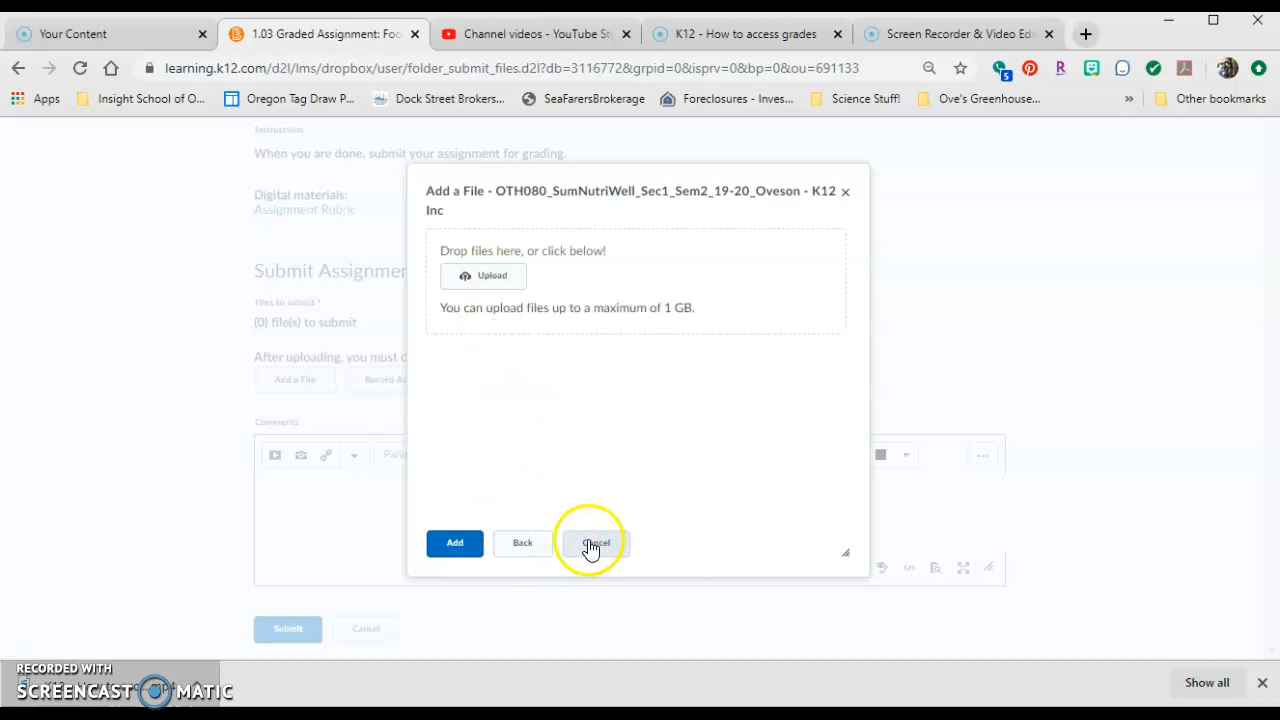 Your Content
1.03 Graded Assignment: Foo
Channel videos - YouTube St
K12 - How to access grades
Screen Recorder & Video Edi
learning.k12.com/d2l/lms/dropbox/user/folder_submit_files.d2l?db=3116772&grpid=0&isprv=0&bp=0&ou=691133
5
Apps
Insight School of O...
Oregon Tag Draw P...
Dock Street Brokers...
SeaFarersBrokerage
Foreclosures - Inves...
Science Stuff!
Ove's Greenhouse...
»
Other bookmarks
Instructions
When you are done, submit your assignment for grading.
Digital materials:
Assignment Rubric
Submit Assignme
Files to submit *
(0) file(s) to submit
After uploading, you must c
Add a File
Record Au
Comments
Para
Add a File - OTH080_SumNutriWell_Sec1_Sem2_19-20_Oveson - K12
Inc
Drop files here, or click below!
Upload
You can upload files up to a maximum of 1 GB.
Add
Back
Cancel
Submit
Cancel
RECORDED WITH
SCREENCAST MATIC
Show all